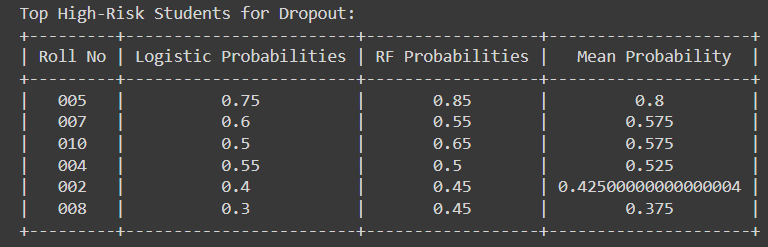 Top High-Risk Students for Dropout:
+---------+------------------------+------------------+---------------------+
| Roll No | Logistic Probabilities | RF Probabilities |   Mean Probability  |
+---------+------------------------+------------------+---------------------+
|   005   |          0.75          |       0.85       |         0.8         |
|   007   |          0.6           |       0.55       |        0.575        |
|   010   |          0.5           |       0.65       |        0.575        |
|   004   |          0.55          |       0.5        |        0.525        |
|   002   |          0.4           |       0.45       | 0.42500000000000004 |
|   008   |          0.3           |       0.45       |        0.375        |
+---------+------------------------+------------------+---------------------+